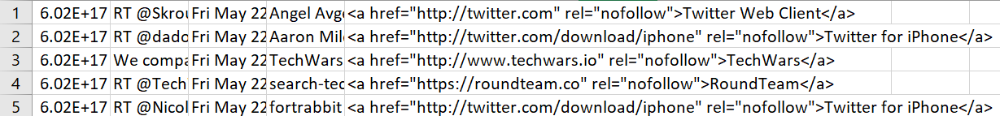 1 6.02E+17 RT @Skrou Fri May 22 Angel Avge <a href="http://twitter.com" rel="nofollow">Twitter Web Client</a>
2 6.02E+17 RT @dado Fri May 22 Aaron Mile <a href="http://twitter.com/download/iphone" rel="nofollow">Twitter for iPhone</a>
3 6.02E+17 We compa Fri May 22 TechWars <a href="http://www.techwars.io" rel="nofollow">TechWars</a>
4 6.02E+17 RT @Tech Fri May 22 search-tec <a href="https://roundteam.co" rel="nofollow">RoundTeam</a>
5 6.02E+17 RT @Nicol Fri May 22 fortrabbit <a href="http://twitter.com/download/iphone" rel="nofollow">Twitter for iPhone</a>